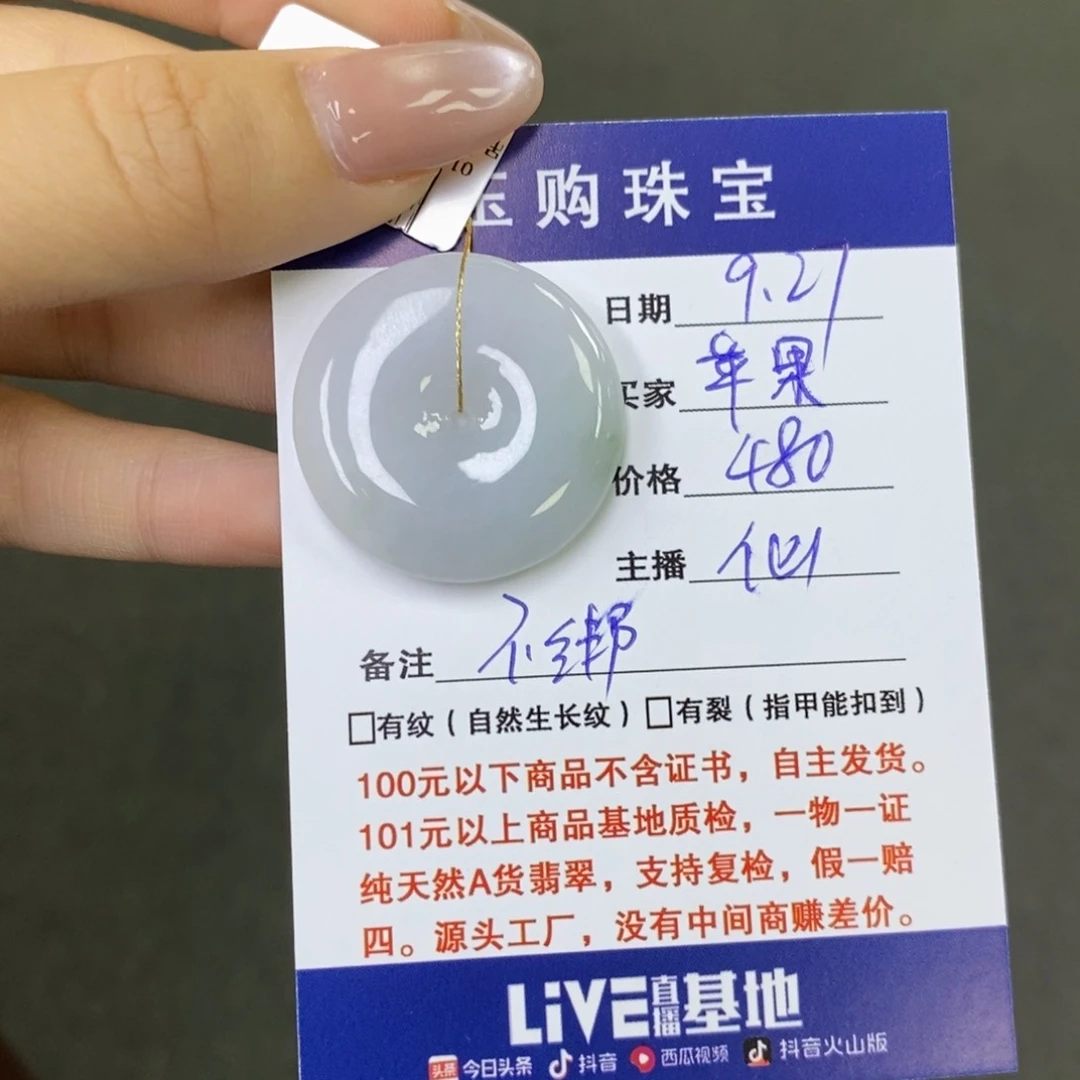 玉购珠宝
日期 9.21
买家 苹果
价格 480
主播 仙
备注 不绑
□有纹(自然生长纹)□有裂(指甲能扣到)
100元以下商品不含证书,自主发货。
101元以上商品基地质检,一物一证
纯天然A货翡翠,支持复检,假一赔
四。源头工厂,没有中间商赚差价。
LiVE直播基地
头条 今日头条 抖音 西瓜视频 抖音火山版